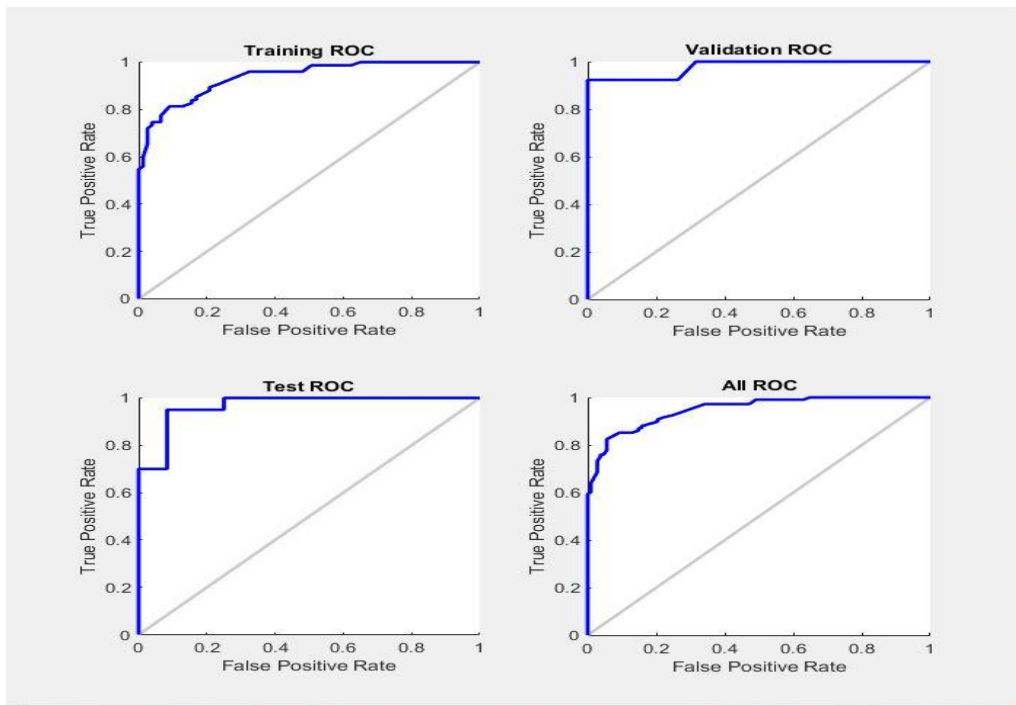 Training ROC
1
0.8
0.6
0.4
0.2
0
True Positive Rate
0 0.2 0.4 0.6 0.8 1
False Positive Rate
Validation ROC
1
0.8
0.6
0.4
0.2
0
True Positive Rate
0 0.2 0.4 0.6 0.8 1
False Positive Rate
Test ROC
1
0.8
0.6
0.4
0.2
0
True Positive Rate
0 0.2 0.4 0.6 0.8 1
False Positive Rate
All ROC
1
0.8
0.6
0.4
0.2
0
True Positive Rate
0 0.2 0.4 0.6 0.8 1
False Positive Rate